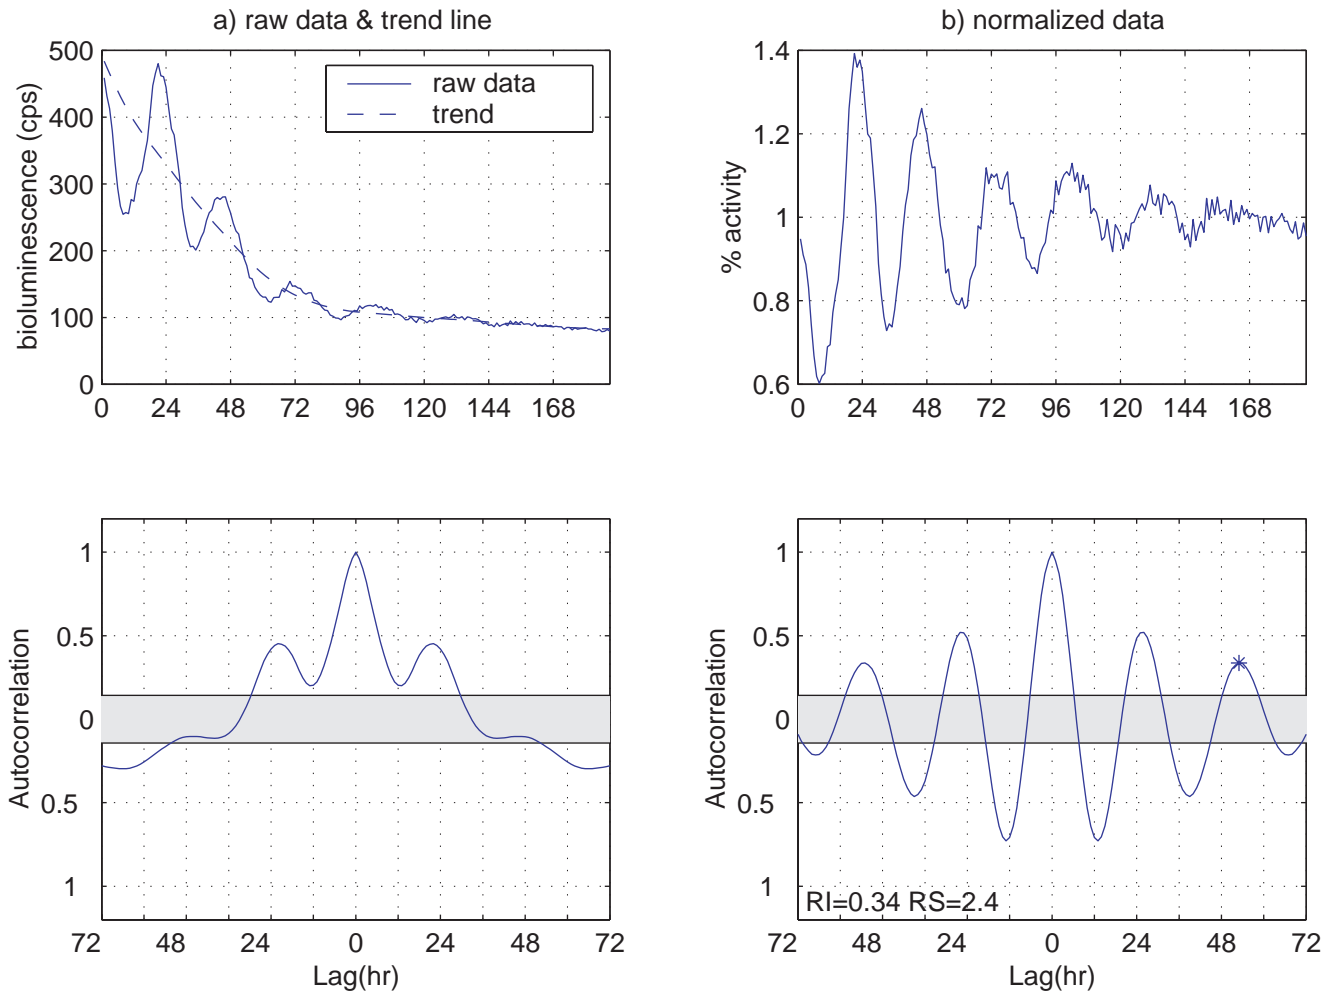 a) raw data & trend line
500
400
300
200
100
0
bioluminescence (cps)
raw data
trend
0 24 48 72 96 120 144 168
b) normalized data
1.4
1.2
1
0.8
0.6
% activity
0 24 48 72 96 120 144 168
1
0.5
0
0.5
1
Autocorrelation
72 48 24 0 24 48 72
Lag(hr)
1
0.5
0
0.5
1
Autocorrelation
RI=0.34 RS=2.4
72 48 24 0 24 48 72
Lag(hr)